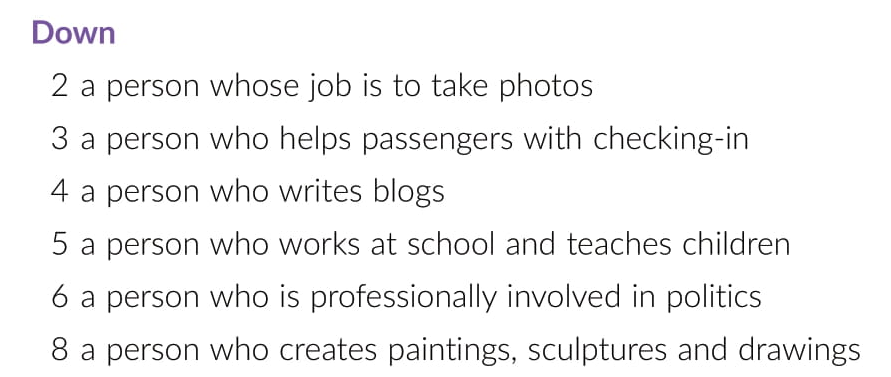 Down
2 a person whose job is to take photos
3 a person who helps passengers with checking-in
4 a person who writes blogs
5 a person who works at school and teaches children
6 a person who is professionally involved in politics
8 a person who creates paintings, sculptures and drawings